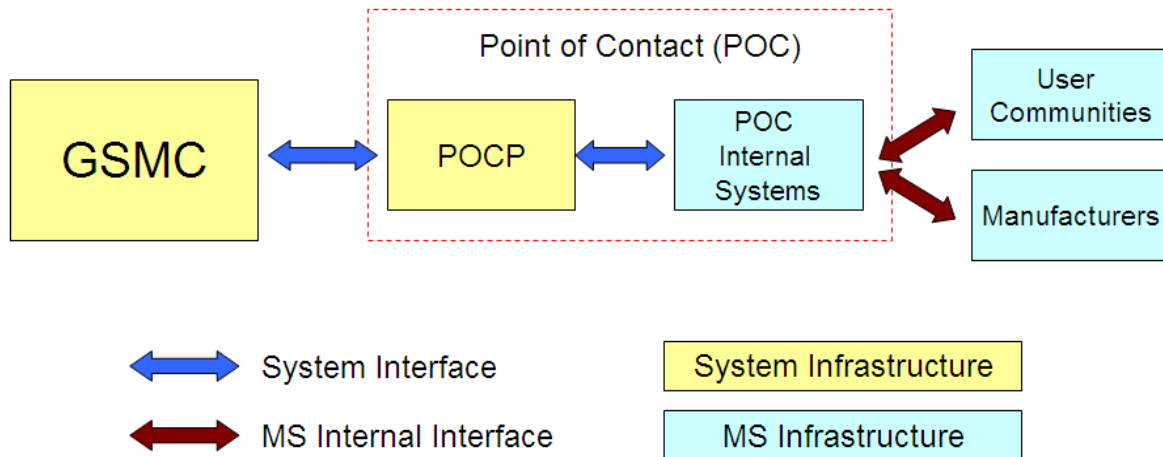 Point of Contact (POC)
GSMC
POCP
POC
Internal
Systems
User
Communities
Manufacturers
System Interface
System Infrastructure
MS Internal Interface
MS Infrastructure